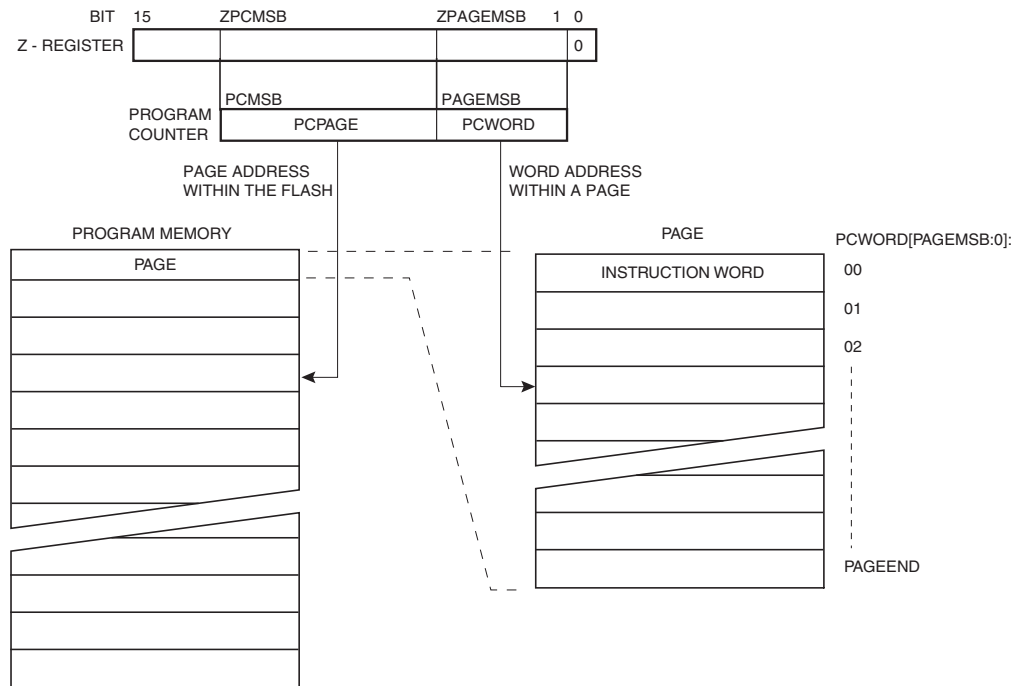 BIT 15 ZPCMSB ZPAGEMSB 1 0
Z - REGISTER 0
PCMSB PAGEMSB
PROGRAM
COUNTER
PCPAGE PCWORD
PAGE ADDRESS
WITHIN THE FLASH
WORD ADDRESS
WITHIN A PAGE
PROGRAM MEMORY
PAGE
PAGE
PCWORD[PAGEMSB:0]:
INSTRUCTION WORD
00
01
02
PAGEEND